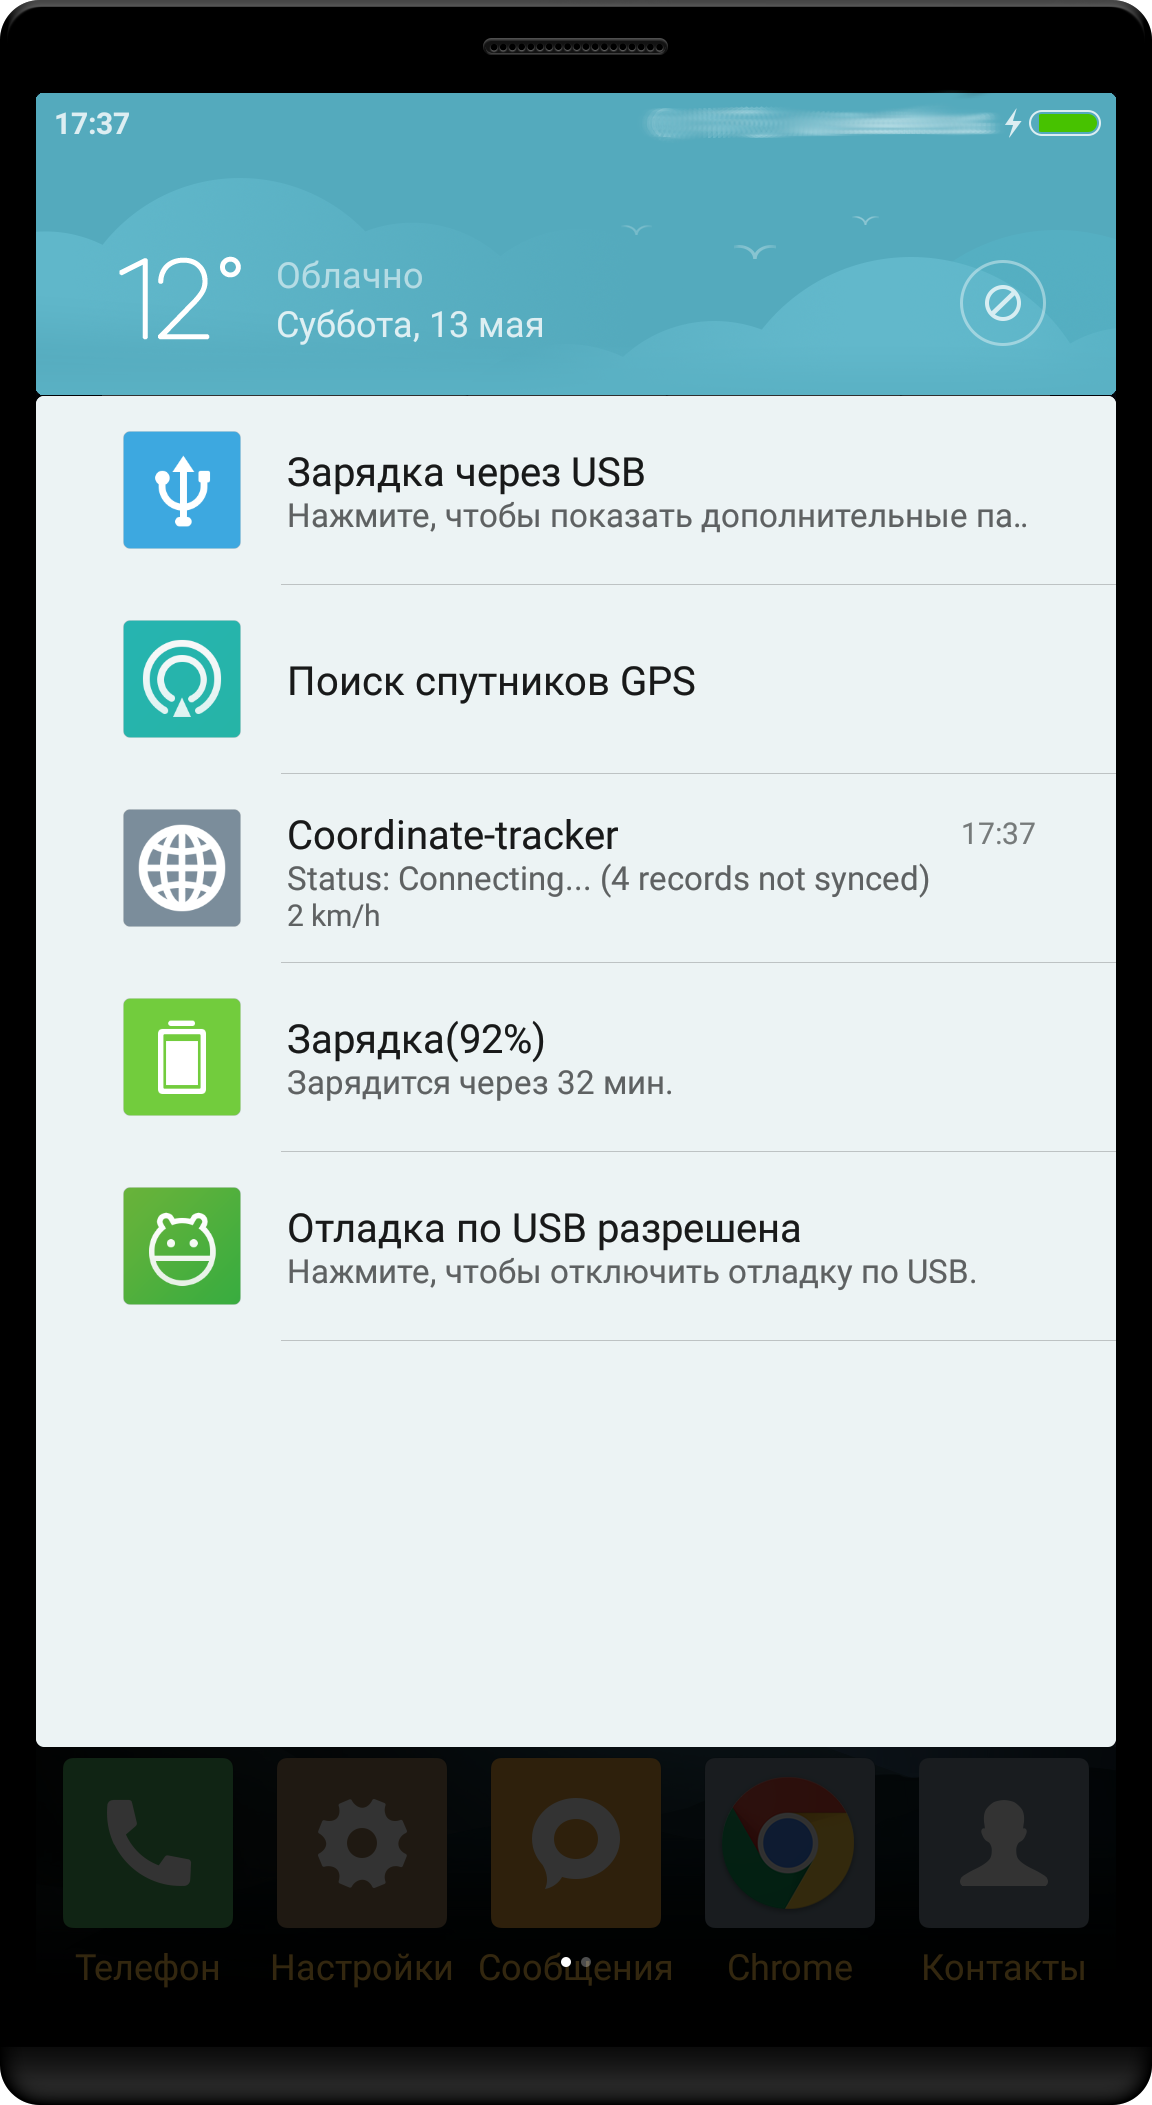 17:37
12°
Облачно
Суббота, 13 мая
Зарядка через USB
Нажмите, чтобы показать дополнительные па..
Поиск спутников GPS
Coordinate-tracker
17:37
Status: Connecting... (4 records not synced)
2 km/h
Зарядка(92%)
Зарядится через 32 мин.
Отладка по USB разрешена
Нажмите, чтобы отключить отладку по USB.
Телефон
Настройки
Сообщения
Chrome
Контакты